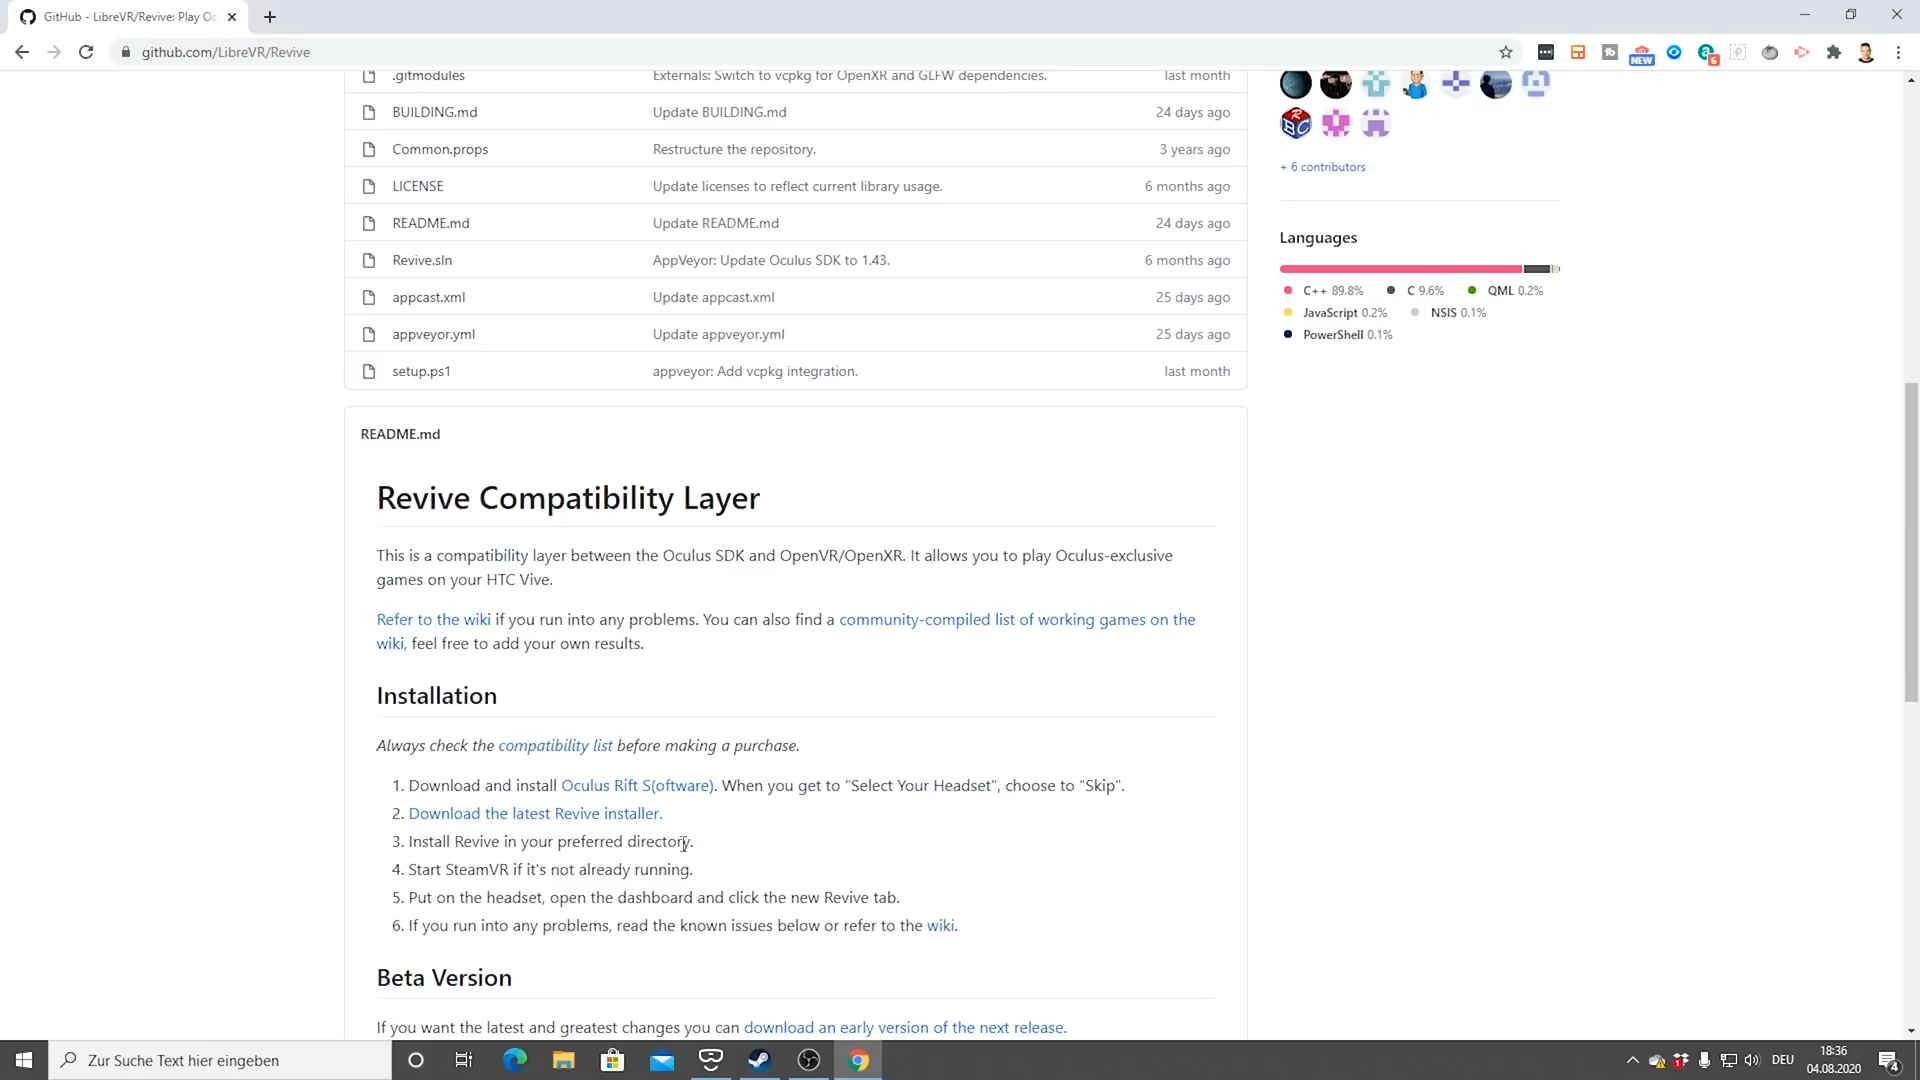 GitHub - LibreVR/Revive: Play Oc
github.com/LibreVR/Revive
NEW
6
.gitmodules Externals: Switch to vcpkg for OpenXR and GLFW dependencies. last month
BUILDING.md Update BUILDING.md 24 days ago
Common.props Restructure the repository. 3 years ago
LICENSE Update licenses to reflect current library usage. 6 months ago
README.md Update README.md 24 days ago
Revive.sln AppVeyor: Update Oculus SDK to 1.43. 6 months ago
appcast.xml Update appcast.xml 25 days ago
appveyor.yml Update appveyor.yml 25 days ago
setup.ps1 appveyor: Add vcpkg integration. last month
R
BC
+ 6 contributors
Languages
C++ 89.8% C 9.6% QML 0.2%
JavaScript 0.2% NSIS 0.1%
PowerShell 0.1%
README.md
Revive Compatibility Layer
This is a compatibility layer between the Oculus SDK and OpenVR/OpenXR. It allows you to play Oculus-exclusive
games on your HTC Vive.
Refer to the wiki if you run into any problems. You can also find a community-compiled list of working games on the
wiki, feel free to add your own results.
Installation
Always check the compatibility list before making a purchase.
1. Download and install Oculus Rift S(oftware). When you get to "Select Your Headset", choose to "Skip".
2. Download the latest Revive installer.
3. Install Revive in your preferred directory.
4. Start SteamVR if it's not already running.
5. Put on the headset, open the dashboard and click the new Revive tab.
6. If you run into any problems, read the known issues below or refer to the wiki.
Beta Version
If you want the latest and greatest changes you can download an early version of the next release.
Zur Suche Text hier eingeben
DEU
18:36
04.08.2020
4